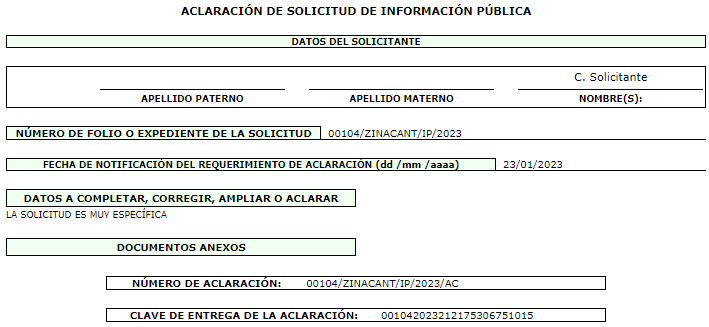 ACLARACIÓN DE SOLICITUD DE INFORMACIÓN PÚBLICA
DATOS DEL SOLICITANTE
C. Solicitante
APELLIDO PATERNO APELLIDO MATERNO NOMBRE(S):
NÚMERO DE FOLIO O EXPEDIENTE DE LA SOLICITUD 00104/ZINACANT/IP/2023
FECHA DE NOTIFICACIÓN DEL REQUERIMIENTO DE ACLARACIÓN (dd /mm /aaaa) 23/01/2023
DATOS A COMPLETAR, CORREGIR, AMPLIAR O ACLARAR
LA SOLICITUD ES MUY ESPECÍFICA
DOCUMENTOS ANEXOS
NÚMERO DE ACLARACIÓN: 00104/ZINACANT/IP/2023/AC
CLAVE DE ENTREGA DE LA ACLARACIÓN: 001042023212175306751015